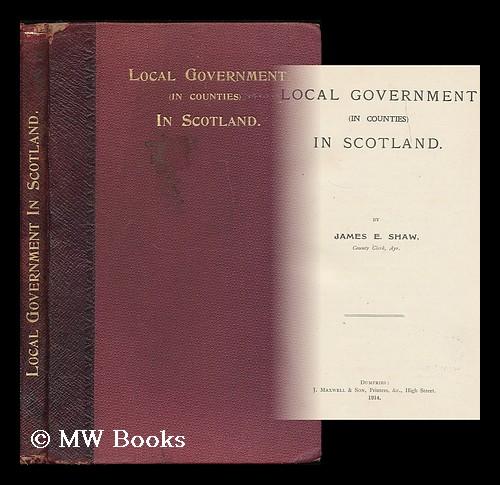 LOCAL GOVERNMENT IN SCOTLAND.
LOCAL GOVERNMENT
(IN COUNTIES)
IN SCOTLAND.
LOCAL GOVERNMENT
(IN COUNTIES)
IN SCOTLAND.
BY
JAMES E. SHAW,
County Clerk, Ayr.
DUMFRIES:
J. MAXWELL & SON, Printers, &c., High Street.
1914.
© MW Books